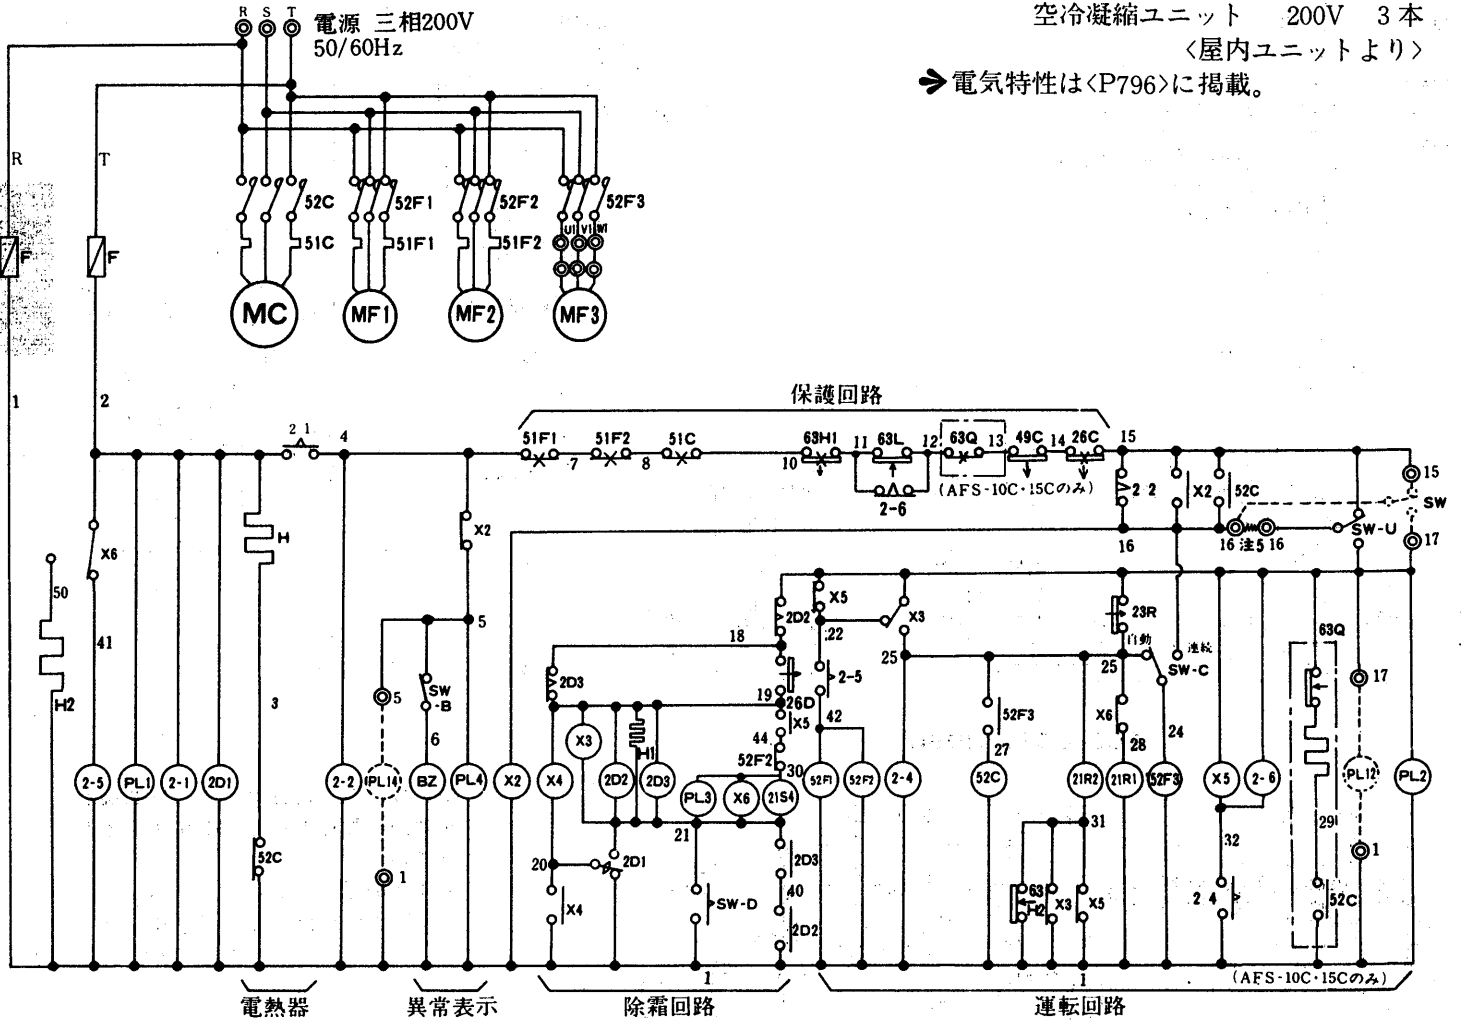 R S T
電源 三相200V
50/60Hz
空冷凝縮ユニット 200V 3本
〈屋内ユニットより〉
➔電気特性は〈P796〉に掲載。
R
T
52C
52F1
52F2
52F3
U1 V1 W1
51C
51F1
51F2
F
F
MC
MF1
MF2
MF3
1
2
保護回路
2 1
4
51F1
7
51F2
8
51C
10
63H1
11
63L
12
63Q
13
49C
14
26C
15
2-6
(AFS-10C・15Cのみ)
2 2
X2
52C
15
SW
16
16 注5 16
SW-U
17
X6
H
X2
50
41
H2
3
5
5
SW
-B
6
1
52C
18
2D2
X5
22
X3
2D3
19
26D
2-5
25
X5
42
44
52F2
30
H1
23R
自動
連続
25
SW-C
52F3
27
X6
28
24
63Q
17
2-5
PL1
2-1
2D1
2-2
PL14
BZ
PL4
X2
X4
X3
2D2
2D3
PL3
X6
21S4
52F1
52F2
2-4
52C
21R2
21R1
52F3
X5
2-6
PL12
PL2
21
31
32
29
1
20
2D1
X4
SW-D
2D3
40
2D2
63
H2
X3
X5
2 4
52C
1
1
(AFS-10C・15Cのみ)
電熱器
異常表示
除霜回路
運転回路